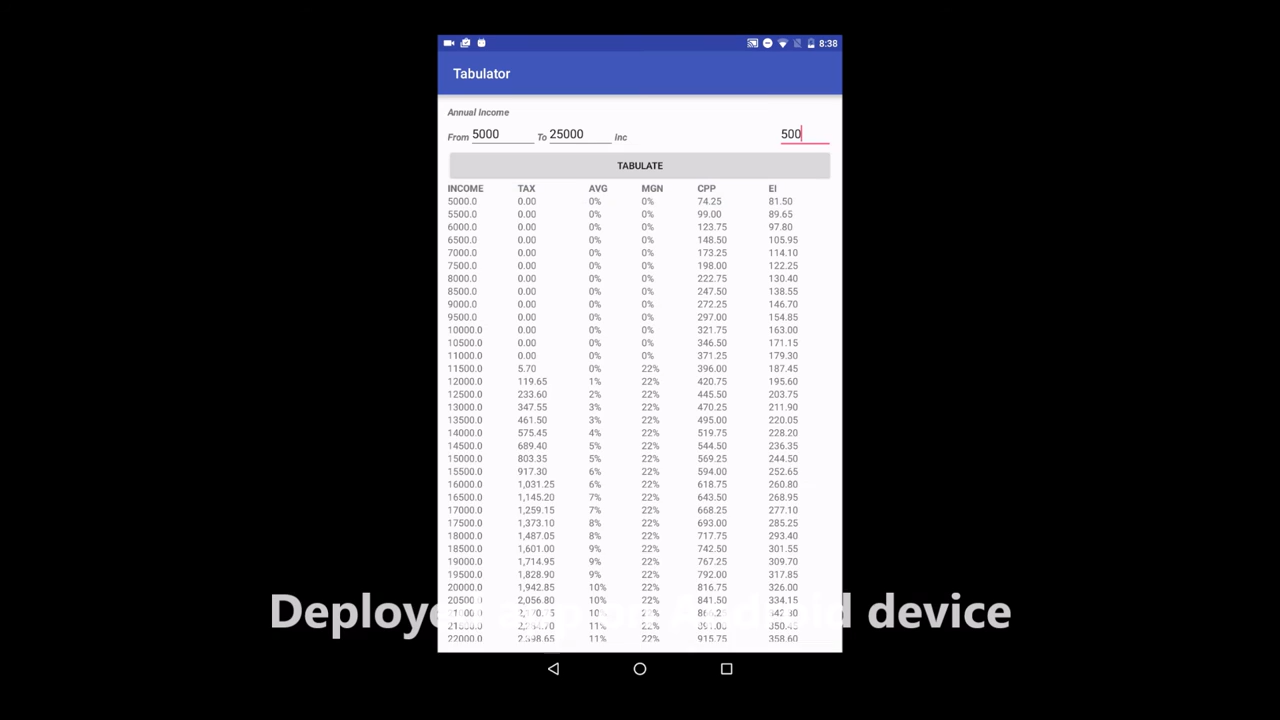 8:38
Tabulator
Annual Income
From 5000 To 25000 Inc 500
TABULATE
INCOME TAX AVG MGN CPP EI
5000.0 0.00 0% 0% 74.25 81.50
5500.0 0.00 0% 0% 99.00 89.65
6000.0 0.00 0% 0% 123.75 97.80
6500.0 0.00 0% 0% 148.50 105.95
7000.0 0.00 0% 0% 173.25 114.10
7500.0 0.00 0% 0% 198.00 122.25
8000.0 0.00 0% 0% 222.75 130.40
8500.0 0.00 0% 0% 247.50 138.55
9000.0 0.00 0% 0% 272.25 146.70
9500.0 0.00 0% 0% 297.00 154.85
10000.0 0.00 0% 0% 321.75 163.00
10500.0 0.00 0% 0% 346.50 171.15
11000.0 0.00 0% 0% 371.25 179.30
11500.0 5.70 0% 22% 396.00 187.45
12000.0 119.65 1% 22% 420.75 195.60
12500.0 233.60 2% 22% 445.50 203.75
13000.0 347.55 3% 22% 470.25 211.90
13500.0 461.50 3% 22% 495.00 220.05
14000.0 575.45 4% 22% 519.75 228.20
14500.0 689.40 5% 22% 544.50 236.35
15000.0 803.35 5% 22% 569.25 244.50
15500.0 917.30 6% 22% 594.00 252.65
16000.0 1,031.25 6% 22% 618.75 260.80
16500.0 1,145.20 7% 22% 643.50 268.95
17000.0 1,259.15 7% 22% 668.25 277.10
17500.0 1,373.10 8% 22% 693.00 285.25
18000.0 1,487.05 8% 22% 717.75 293.40
18500.0 1,601.00 9% 22% 742.50 301.55
19000.0 1,714.95 9% 22% 767.25 309.70
19500.0 1,828.90 9% 22% 792.00 317.85
20000.0 1,942.85 10% 22% 816.75 326.00
20500.0 2,056.80 10% 22% 841.50 334.15
10% 22%
11% 22%
22000.0 2,398.65 11% 22% 915.75 358.60
Deployed app on Android device